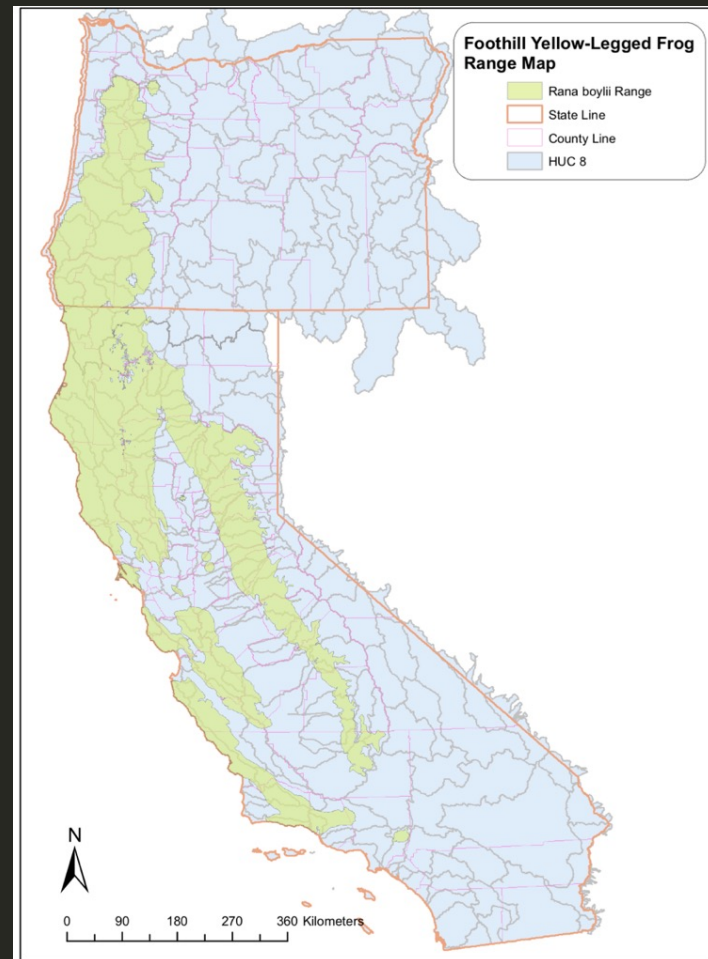 Foothill Yellow-Legged Frog
Range Map
Rana boylii Range
State Line
County Line
HUC 8
N
0 90 180 270 360 Kilometers